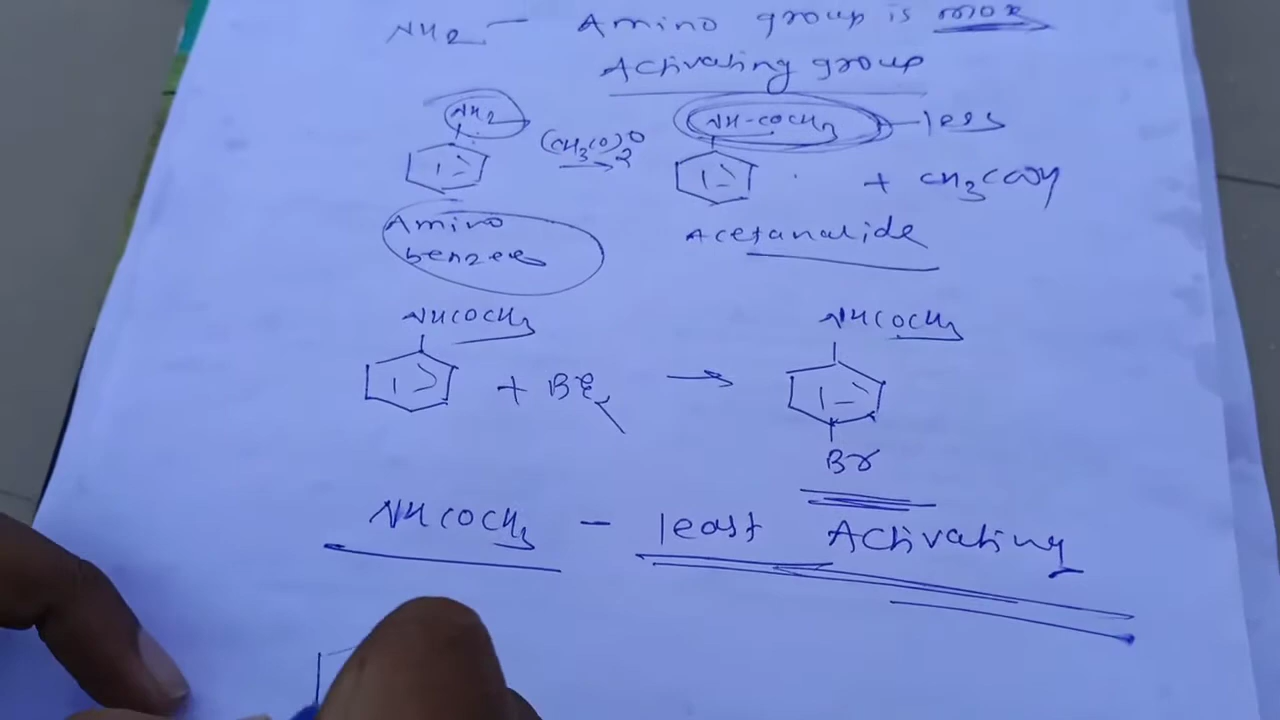 NH2 - Amino group is more
Activating group
NH2 (CH3CO)2O NH-COCH3 - less
+ CH3COOH
Amino
benzee
Acetanalide
NHCOCH3 NHCOCH3
+ Br2 →
Br
NHCOCH3 - least Activating